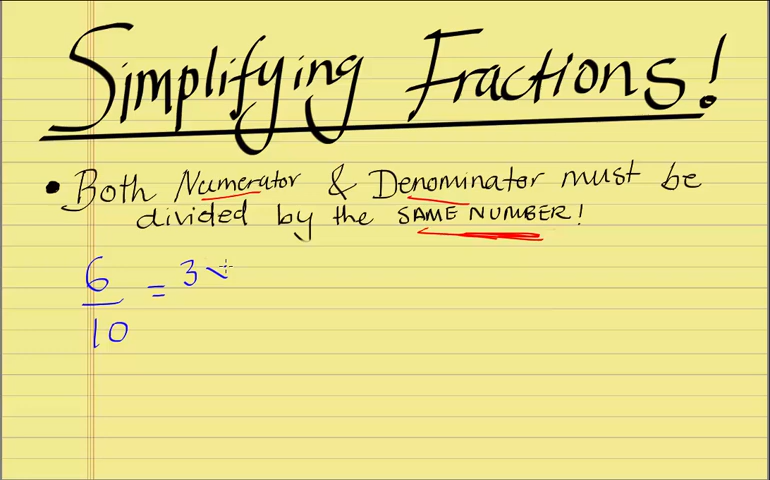 Simplifying Fractions!
• Both Numerator & Denominator must be
divided by the SAME NUMBER!
6/10 = 3